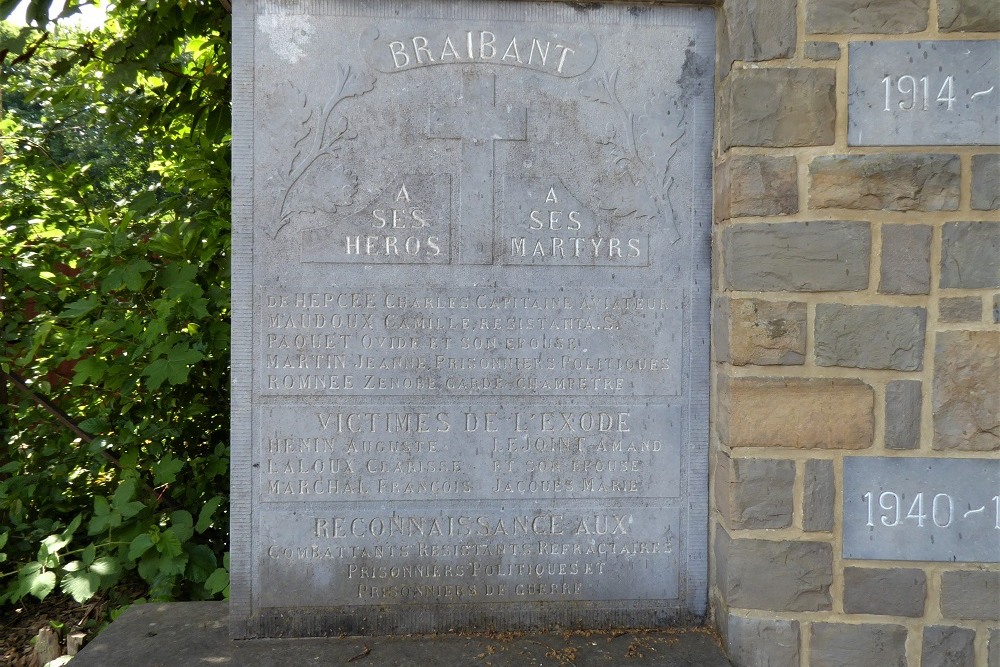 BRAIBANT
A
SES
HEROS
A
SES
MARTYRS
DE HEPCEE CHARLES CAPITAINE AVIATEUR
MAUDOUX CAMILLE RESISTANT A.S.
PAQUET OVIDE ET SON EPOUSE
MARTIN JEANNE PRISONNIERS POLITIQUES
ROMNEE ZENOBE GARDE-CHAMPETRE
VICTIMES DE L'EXODE
HENIN AUGUSTE
LALOUX CLARISSE
MARCHAL FRANÇOIS
LEJOINT AMAND
ET SON EPOUSE
JACQUES MARIE
RECONNAISSANCE AUX
COMBATTANTS RESISTANTS REFRACTAIRES
PRISONNIERS POLITIQUES ET
PRISONNIERS DE GUERRE
1914 ~
1940 ~ 1